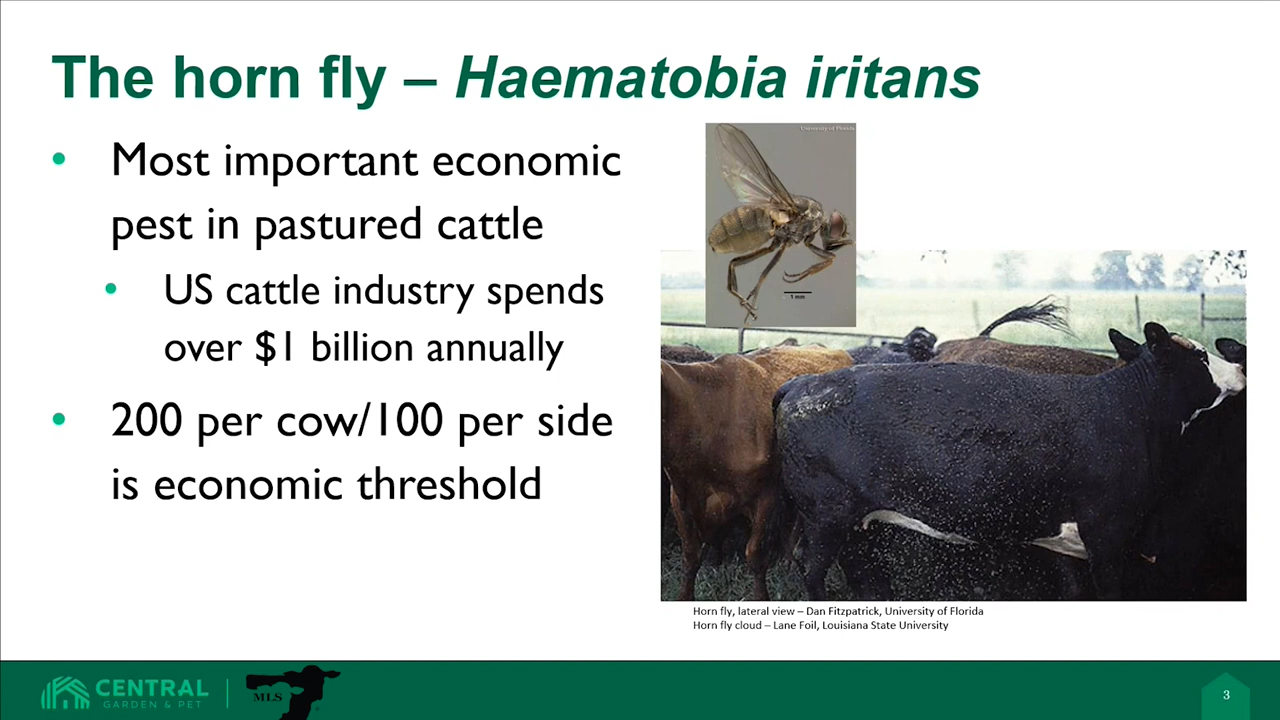 The horn fly – Haematobia iritans
• Most important economic
pest in pastured cattle
• US cattle industry spends
over $1 billion annually
• 200 per cow/100 per side
is economic threshold
University of Florida
1 mm
Horn fly, lateral view – Dan Fitzpatrick, University of Florida
Horn fly cloud – Lane Foil, Louisiana State University
CENTRAL
GARDEN & PET
MLS
3